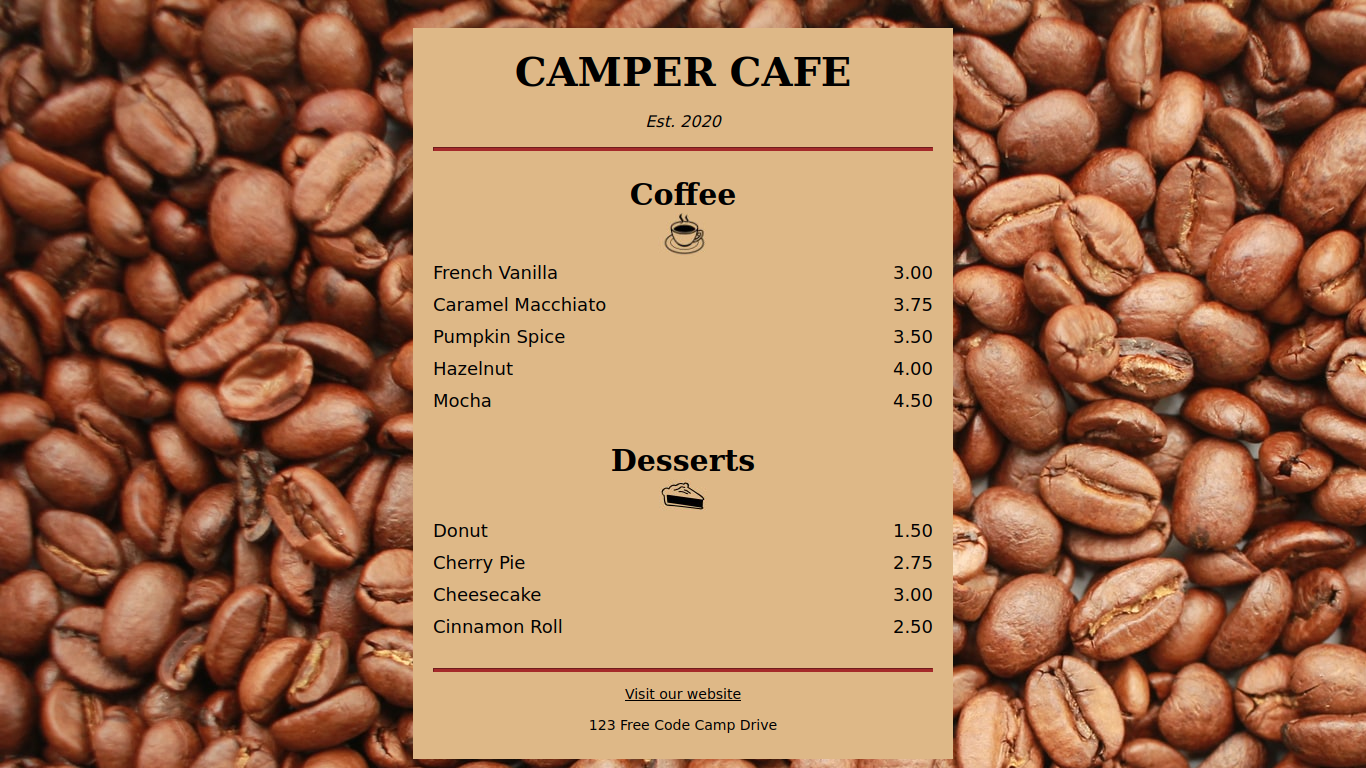 CAMPER CAFE
Est. 2020
Coffee
French Vanilla 3.00
Caramel Macchiato 3.75
Pumpkin Spice 3.50
Hazelnut 4.00
Mocha 4.50
Desserts
Donut 1.50
Cherry Pie 2.75
Cheesecake 3.00
Cinnamon Roll 2.50
Visit our website
123 Free Code Camp Drive